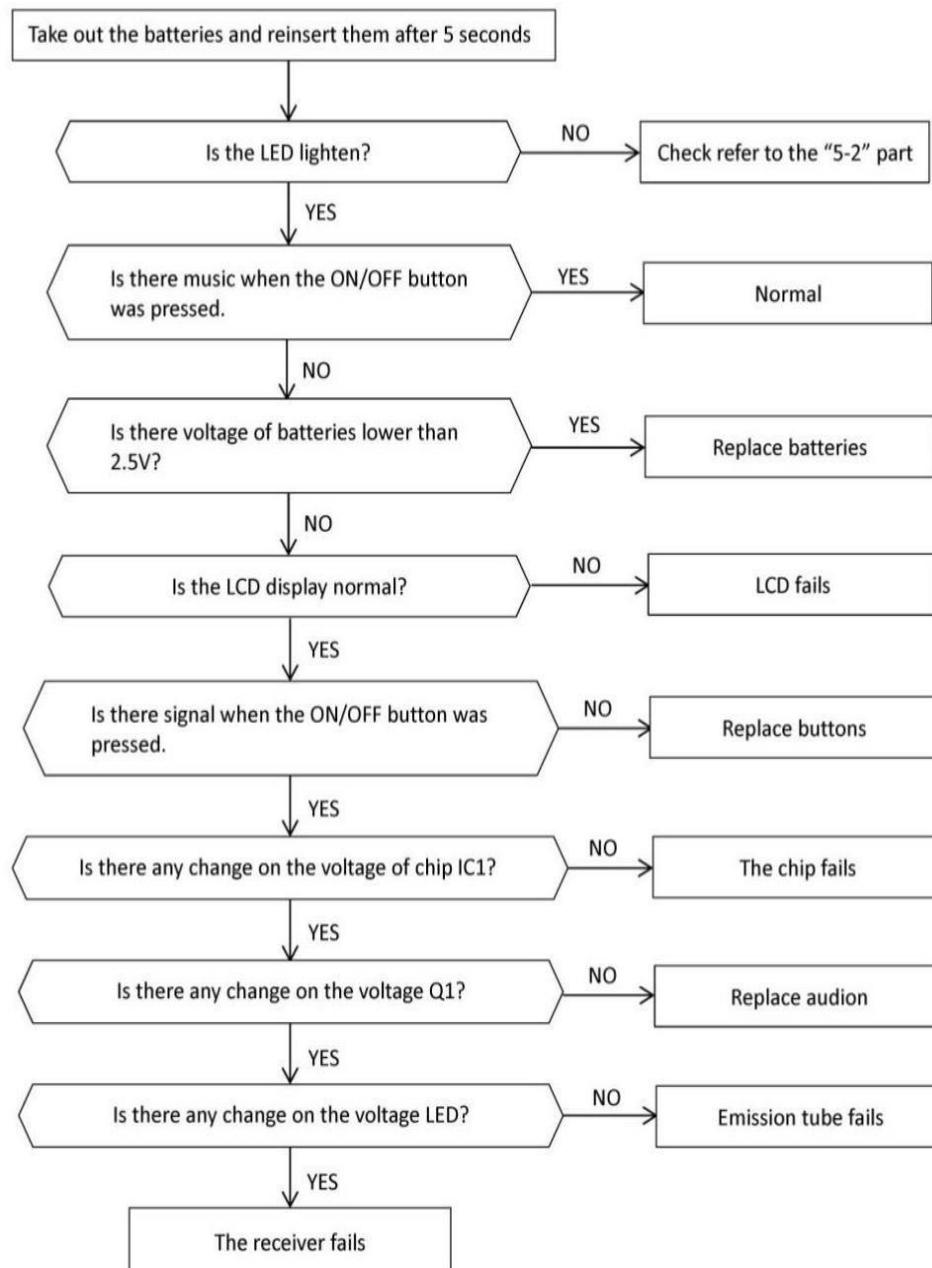 Take out the batteries and reinsert them after 5 seconds
Is the LED lighten?
NO
Check refer to the “5-2” part
YES
Is there music when the ON/OFF button
was pressed.
YES
Normal
NO
Is there voltage of batteries lower than
2.5V?
YES
Replace batteries
NO
Is the LCD display normal?
NO
LCD fails
YES
Is there signal when the ON/OFF button was
pressed.
NO
Replace buttons
YES
Is there any change on the voltage of chip IC1?
NO
The chip fails
YES
Is there any change on the voltage Q1?
NO
Replace audion
YES
Is there any change on the voltage LED?
NO
Emission tube fails
YES
The receiver fails